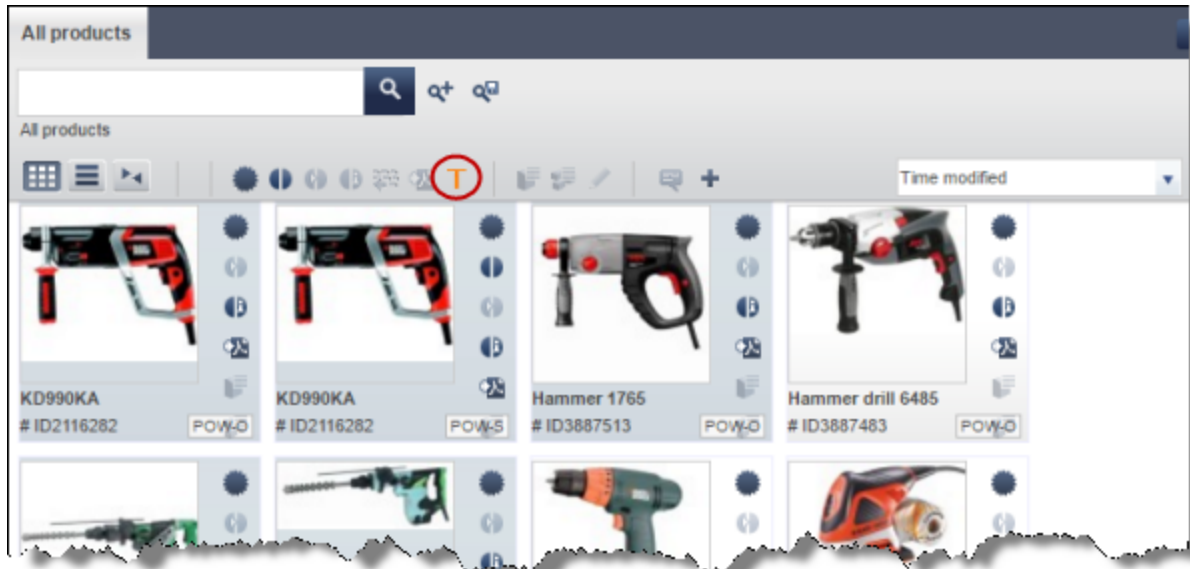 All products
All products
T
Time modified
KD990KA
# ID2116282
POW-O
KD990KA
# ID2116282
POW-S
Hammer 1765
# ID3887513
POW-O
Hammer drill 6485
# ID3887483
POW-O